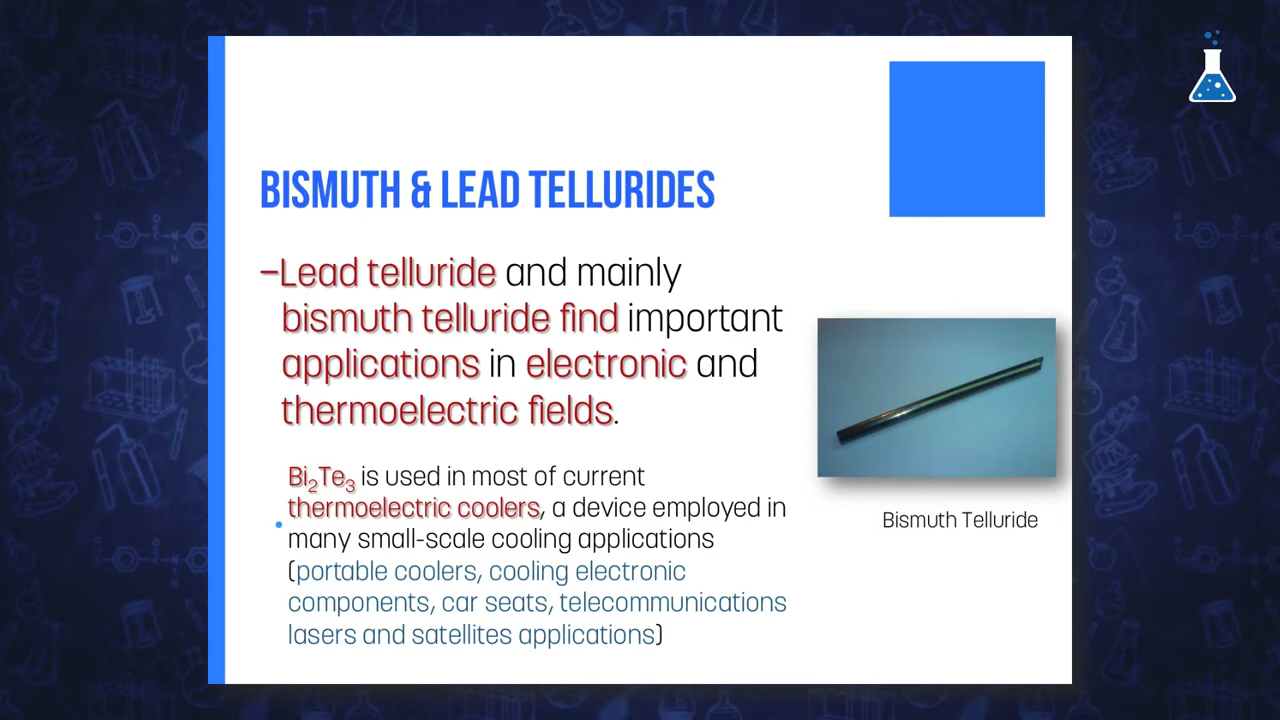 BISMUTH & LEAD TELLURIDES
–Lead telluride and mainly
bismuth telluride find important
applications in electronic and
thermoelectric fields.
• Bi₂Te₃ is used in most of current
thermoelectric coolers, a device employed in
many small-scale cooling applications
(portable coolers, cooling electronic
components, car seats, telecommunications
lasers and satellites applications)
Bismuth Telluride